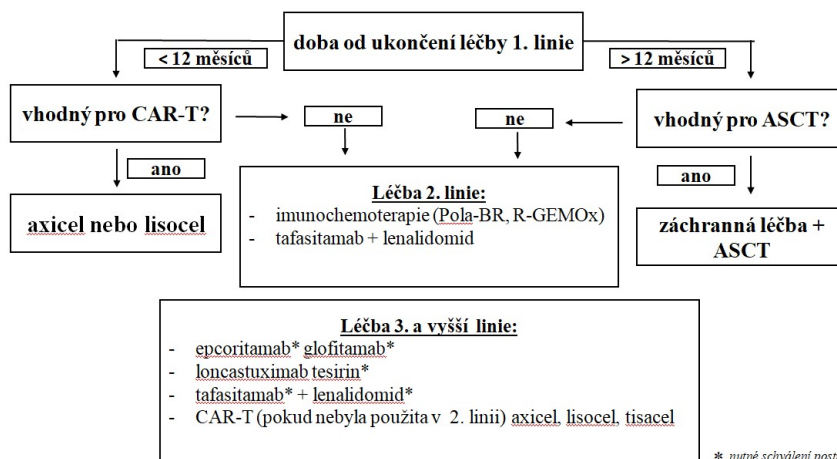 doba od ukončení léčby 1. linie
< 12 měsíců
> 12 měsíců
vhodný pro CAR-T?
ne
ne
vhodný pro ASCT?
ano
ano
axicel nebo lisocel
Léčba 2. linie:
- imunochemoterapie (Pola-BR, R-GEMOx)
- tafasitamab + lenalidomid
záchranná léčba +
ASCT
Léčba 3. a vyšší linie:
- epcoritamab* glofitamab*
- loncastuximab tesirin*
- tafasitamab* + lenalidomid*
- CAR-T (pokud nebyla použita v 2. linii) axicel, lisocel, tisacel
* nutné schválení